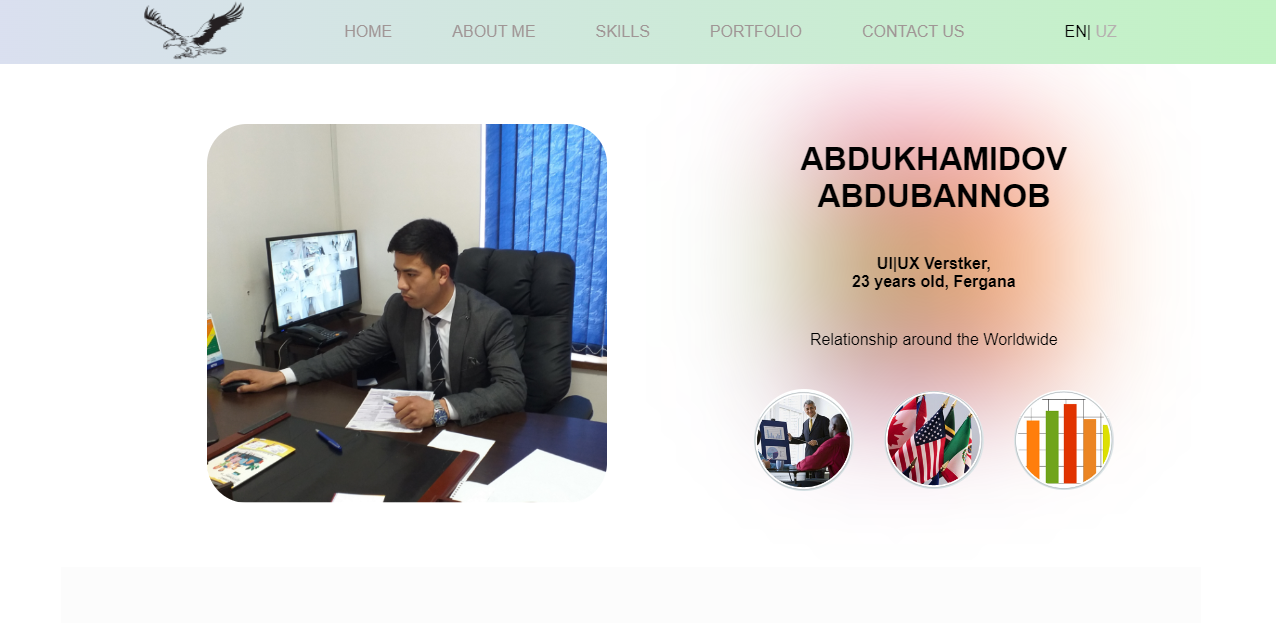 HOME ABOUT ME SKILLS PORTFOLIO CONTACT US EN| UZ
ABDUKHAMIDOV
ABDUBANNOB
UI|UX Verstker,
23 years old, Fergana
Relationship around the Worldwide